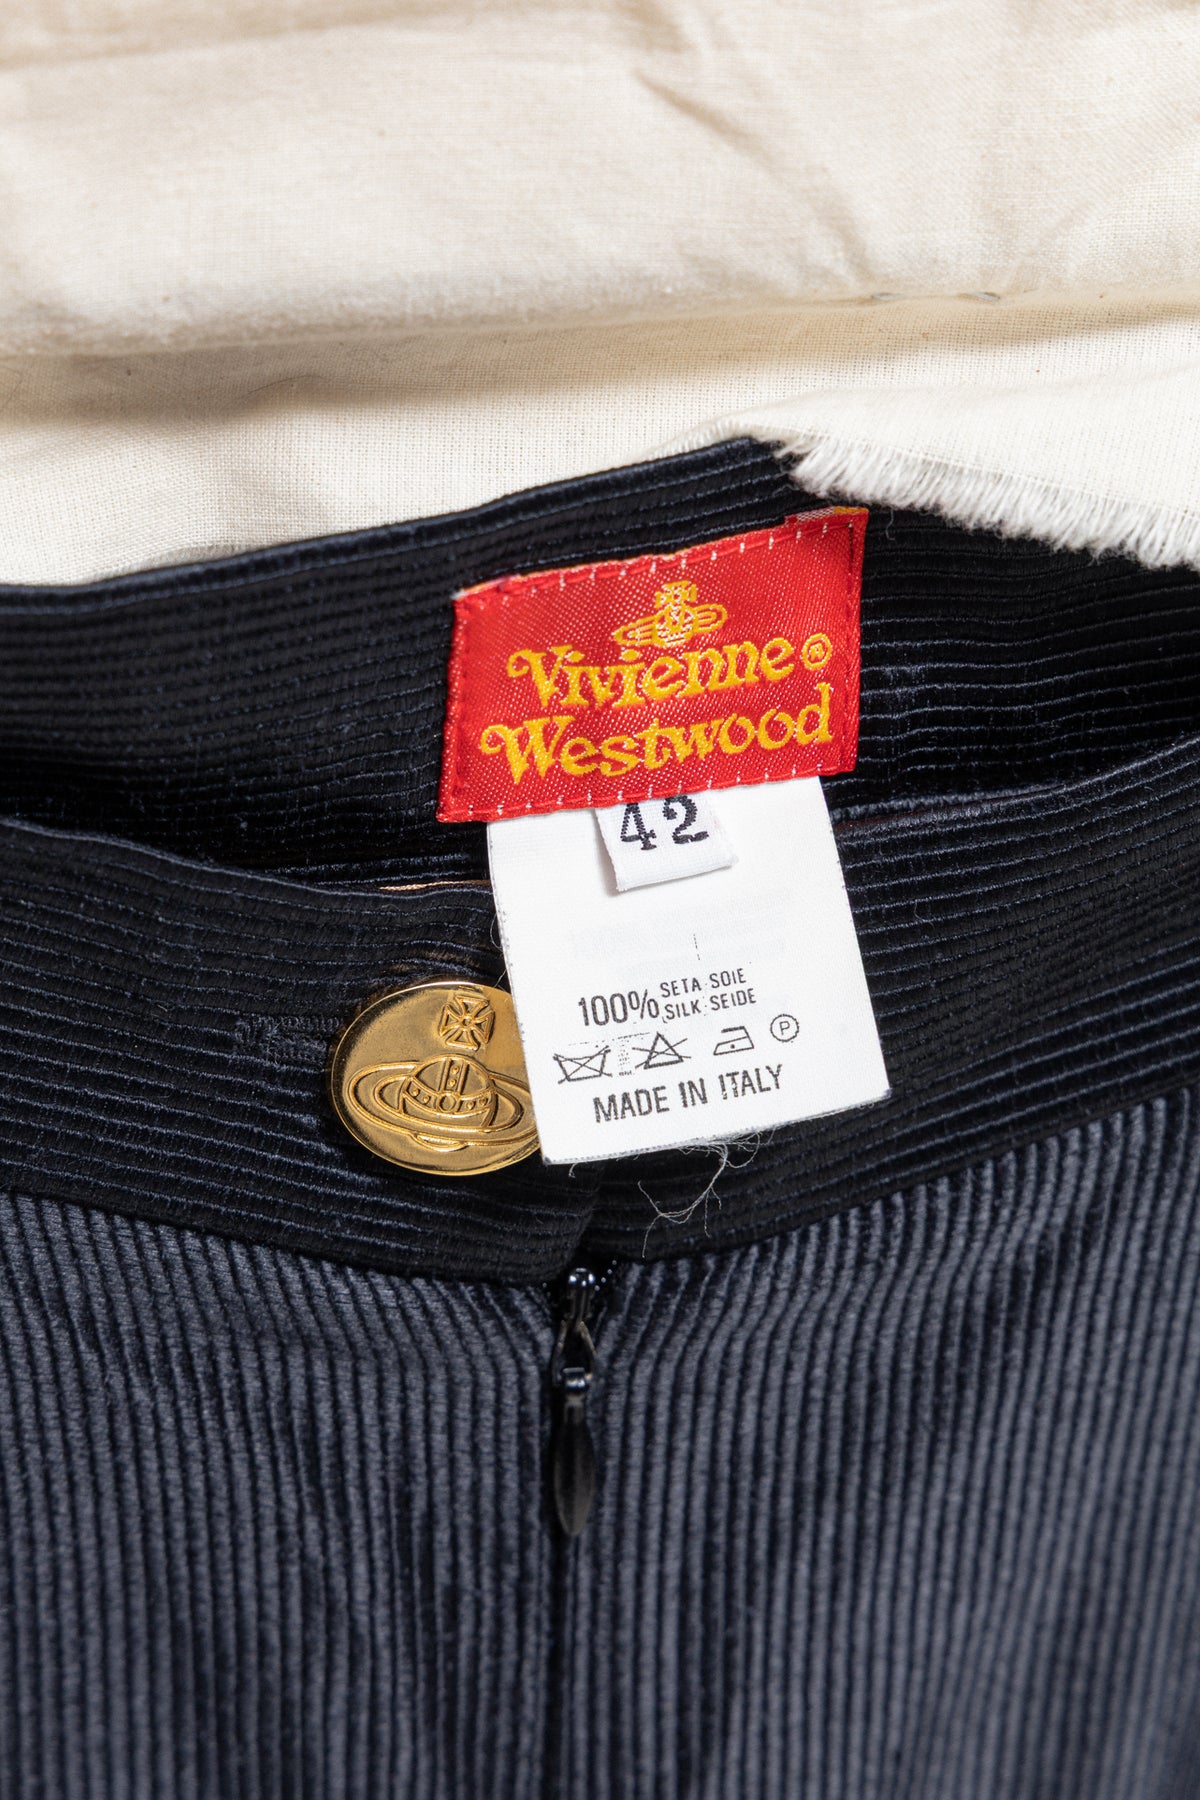 Vivienne®
Westwood
42
100% SETA SOIE
SILK SEIDE
P
MADE IN ITALY